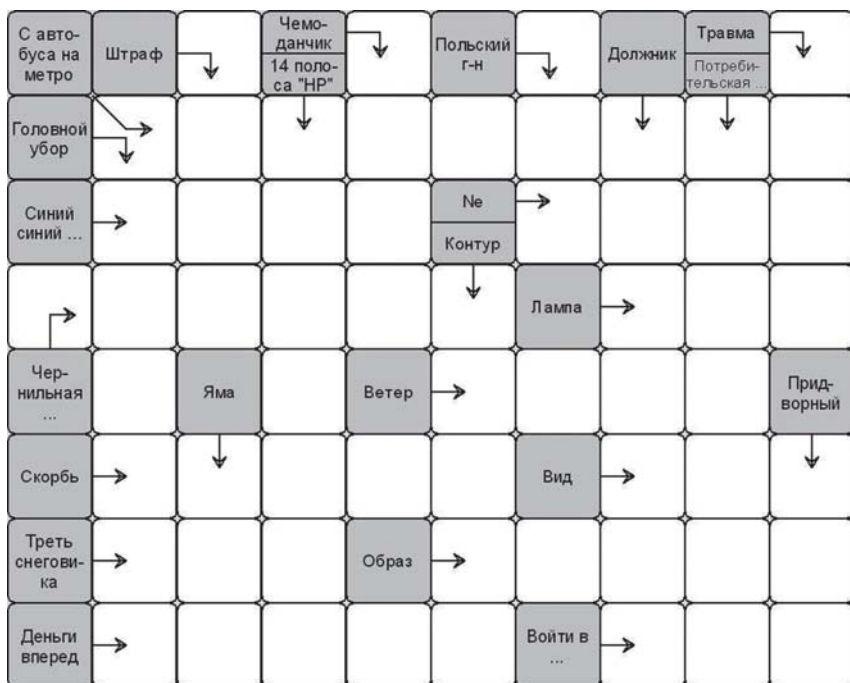 С авто-
буса на
метро
Штраф
Чемо-
данчик
14 поло-
са "НР"
Польский
г-н
Должник
Травма
Потреби-
тельская ...
Головной
убор
Синий
синий ...
Ne
Контур
Лампа
Чер-
нильная
...
Яма
Ветер
Прид-
ворный
Скорбь
Вид
Треть
снегови-
ка
Образ
Деньги
вперед
Войти в
...